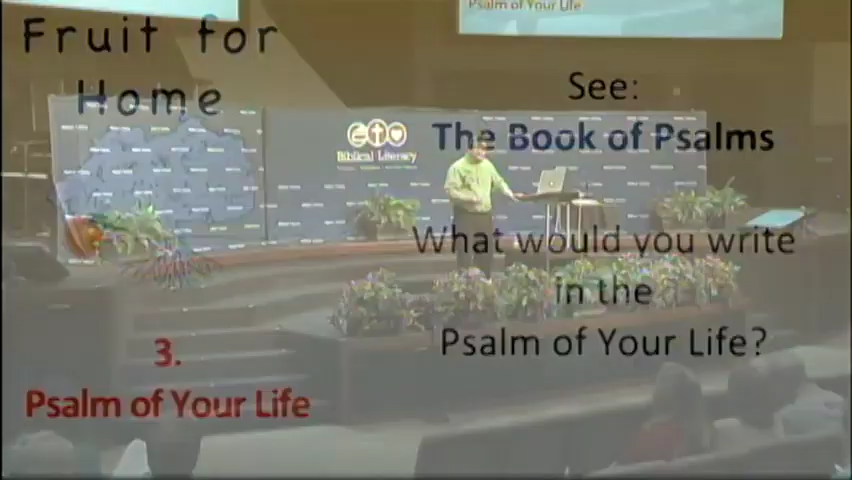 Psalm of Your Life
Fruit for
Home
See:
The Book of Psalms
Biblical Literacy
What would you write
in the
Psalm of Your Life?
3.
Psalm of Your Life